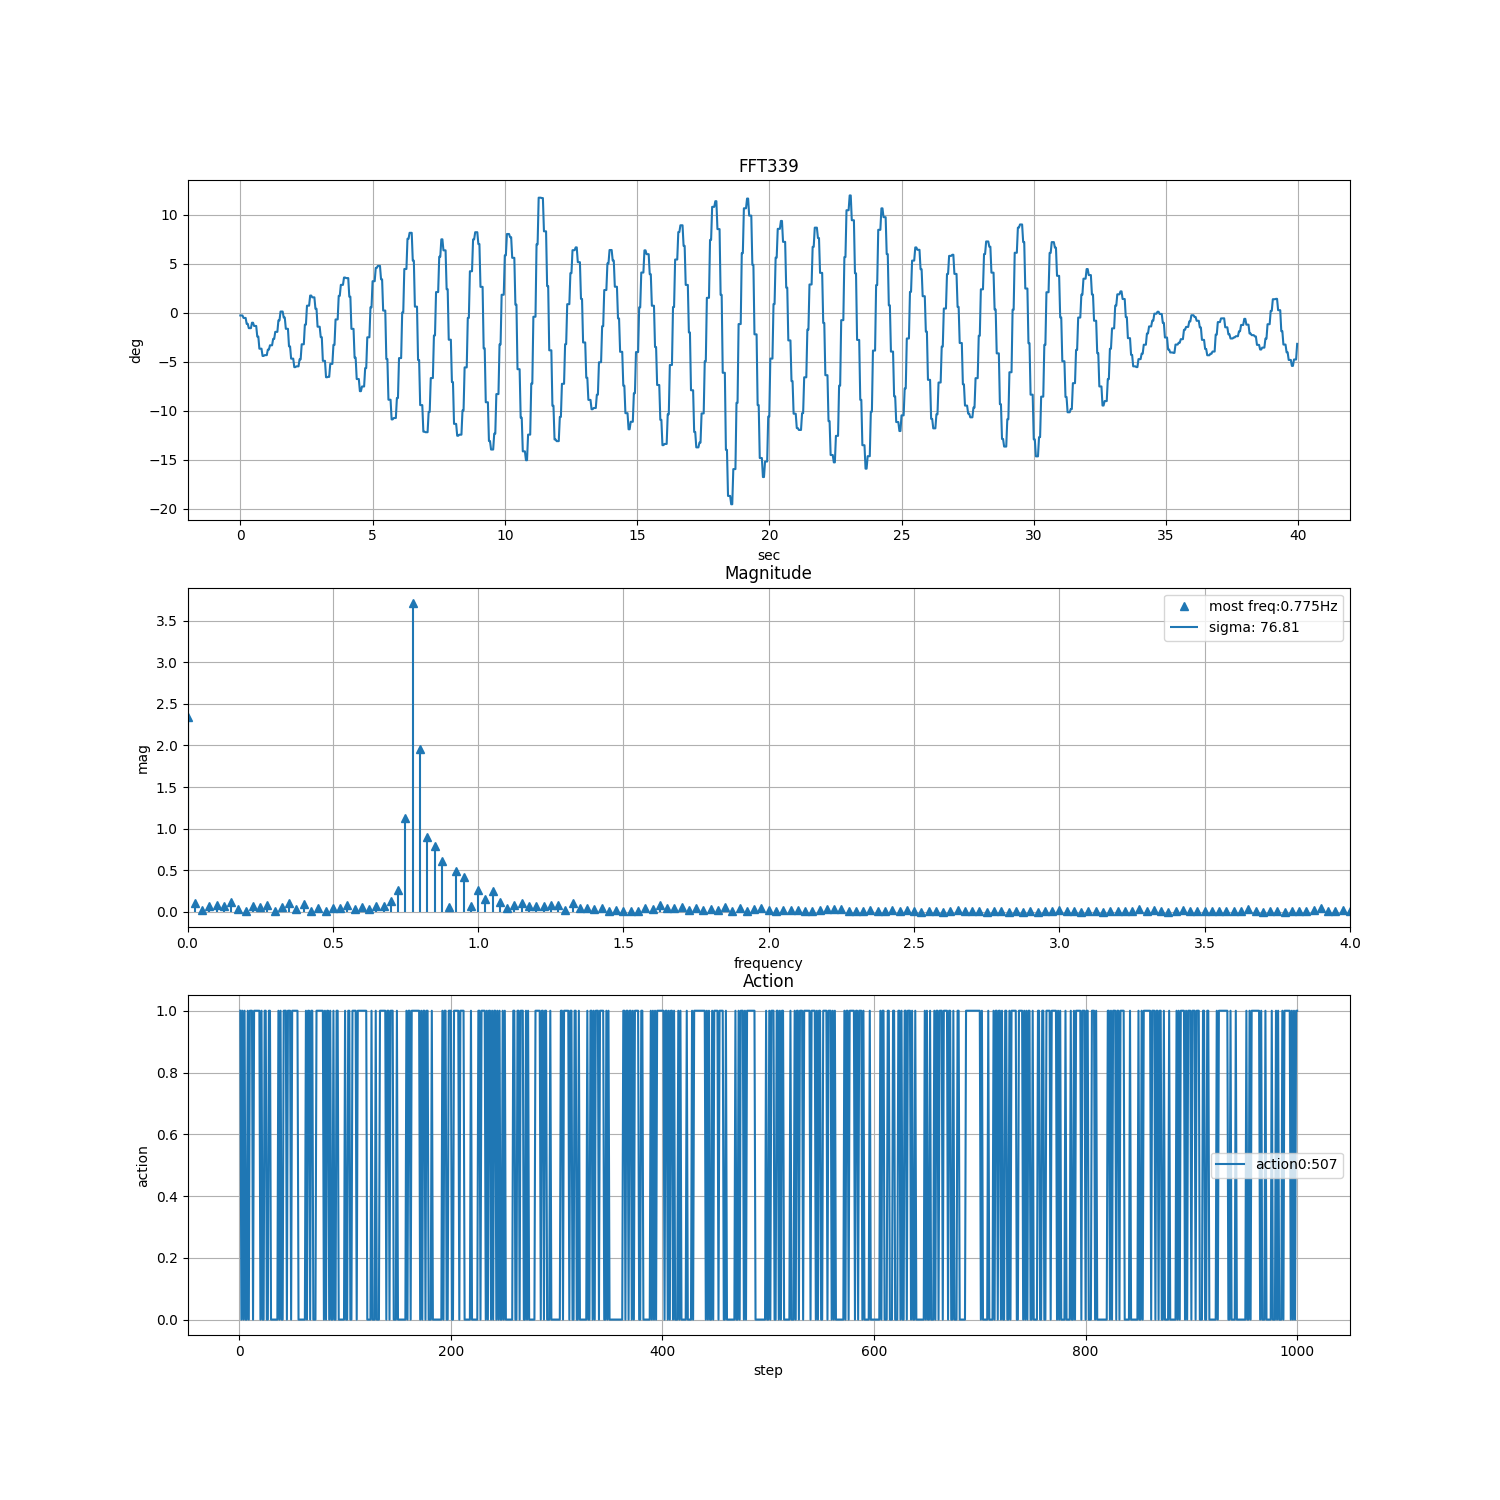 FFT339
10
5
0
−5
−10
−15
−20
deg
0 5 10 15 20 25 30 35 40
sec
Magnitude
most freq:0.775Hz
sigma: 76.81
3.5
3.0
2.5
2.0
1.5
1.0
0.5
0.0
mag
0.0 0.5 1.0 1.5 2.0 2.5 3.0 3.5 4.0
frequency
Action
1.0
0.8
0.6
0.4
0.2
0.0
action
action0:507
0 200 400 600 800 1000
step